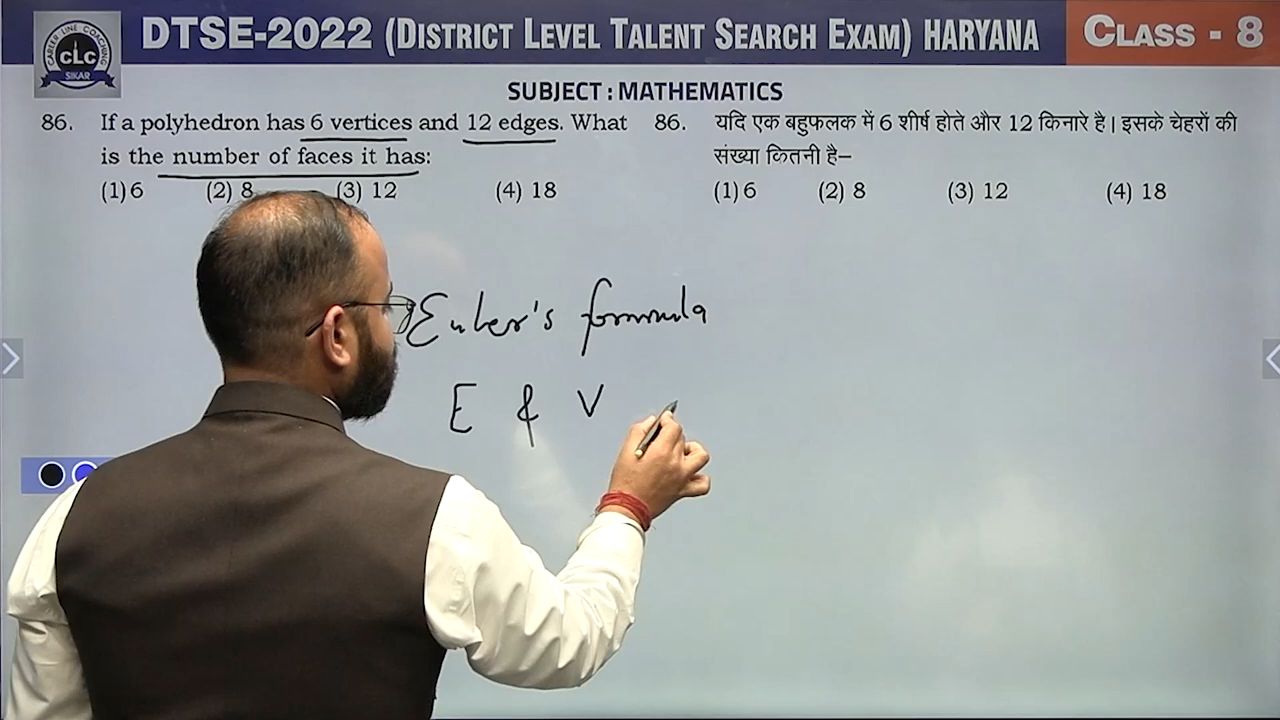 CAREER LINE COACHING
CLC
SIKAR
DTSE-2022 (DISTRICT LEVEL TALENT SEARCH EXAM) HARYANA
CLASS - 8
SUBJECT : MATHEMATICS
86. If a polyhedron has 6 vertices and 12 edges. What
is the number of faces it has:
(1) 6 (2) 8 (3) 12 (4) 18
86. यदि एक बहुफलक में 6 शीर्ष होते और 12 किनारे है। इसके चेहरों की
संख्या कितनी है–
(1) 6 (2) 8 (3) 12 (4) 18
Euler's formula
E & V